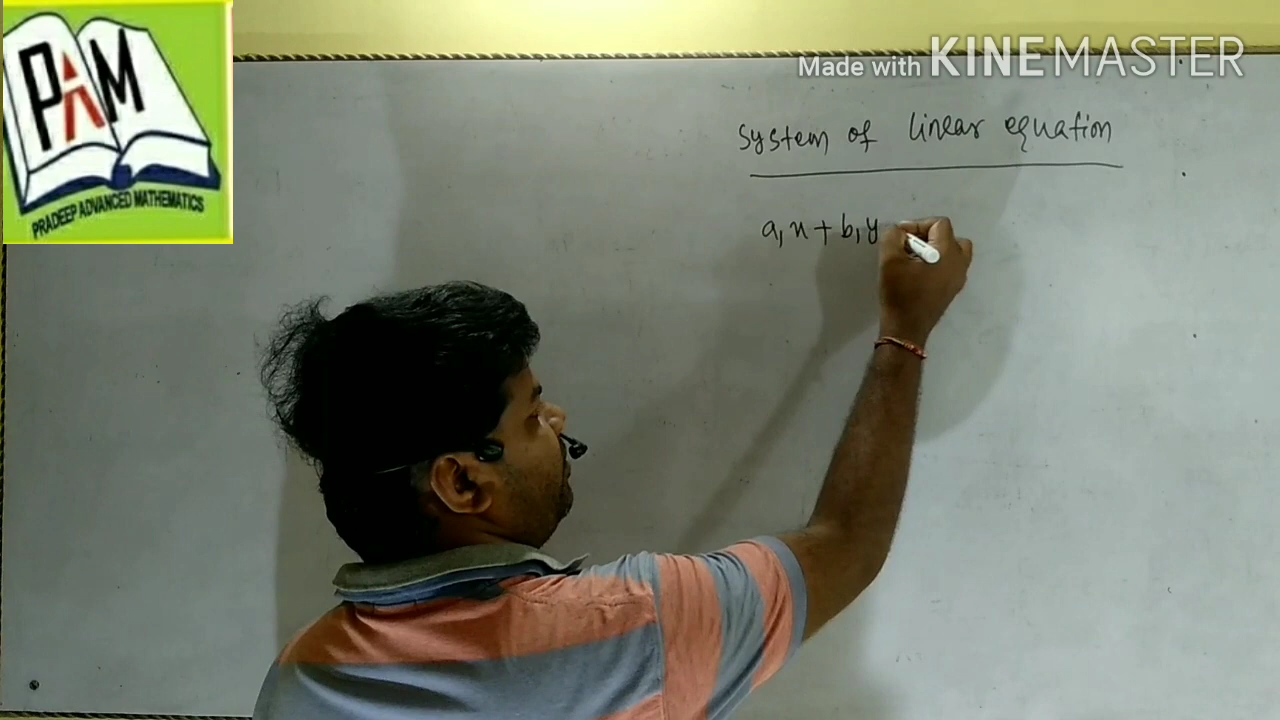 PAM
PRADEEP ADVANCED MATHEMATICS
Made with KINEMASTER
System of linear equation
a₁x + b₁y